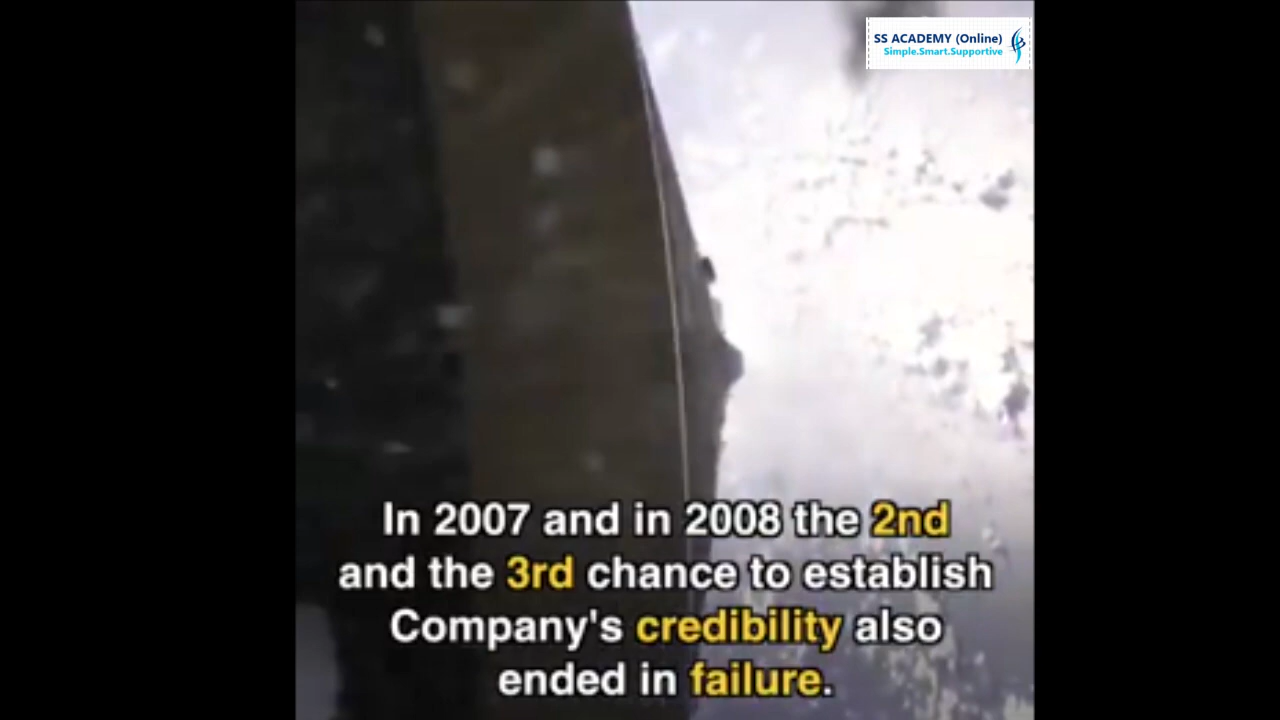 SS ACADEMY (Online)
Simple.Smart.Supportive
In 2007 and in 2008 the 2nd
and the 3rd chance to establish
Company's credibility also
ended in failure.